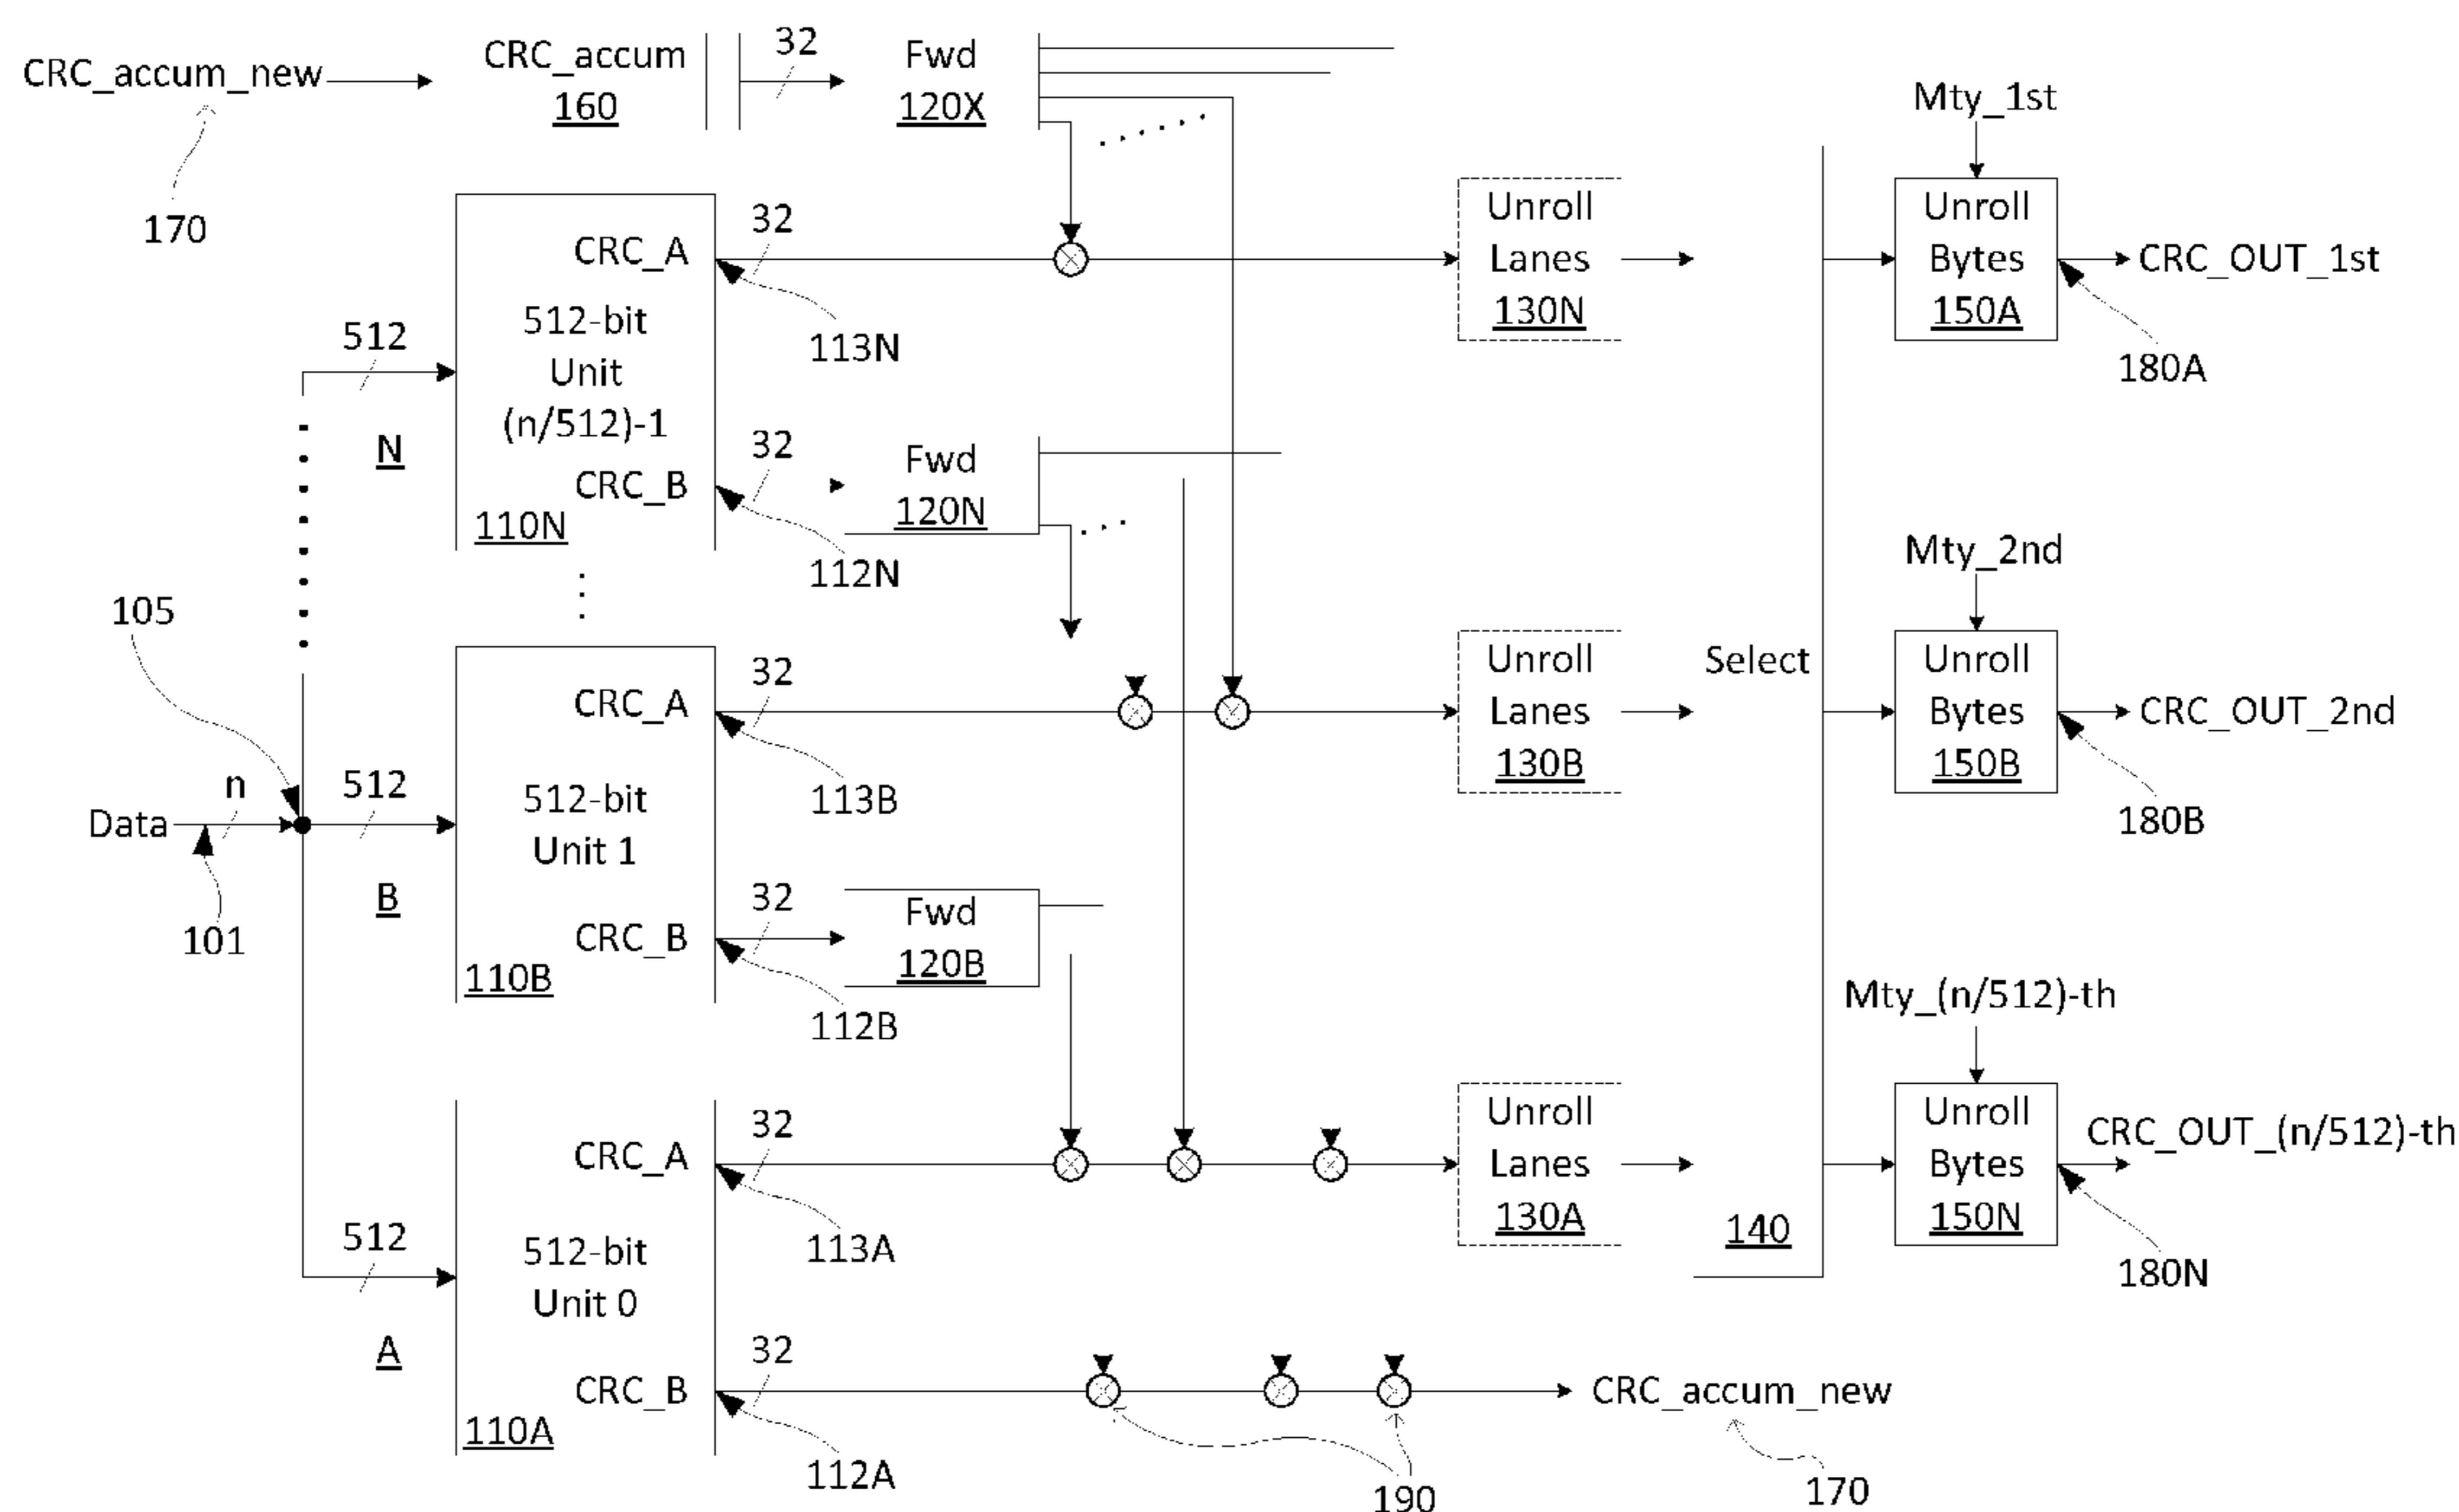 CRC_accum_new
170
CRC_accum
160
32
Fwd
120X
Mty_1st
512
N
CRC_A
512-bit
Unit
(n/512)-1
CRC_B
110N
32
113N
32
112N
Fwd
120N
Unroll
Lanes
130N
Unroll
Bytes
150A
CRC_OUT_1st
180A
105
Data
n
101
512
B
CRC_A
512-bit
Unit 1
CRC_B
110B
32
113B
32
112B
Fwd
120B
Unroll
Lanes
130B
Select
140
Mty_2nd
Unroll
Bytes
150B
CRC_OUT_2nd
180B
512
A
CRC_A
512-bit
Unit 0
CRC_B
110A
32
113A
32
112A
Unroll
Lanes
130A
Mty_(n/512)-th
Unroll
Bytes
150N
CRC_OUT_(n/512)-th
180N
190
CRC_accum_new
170